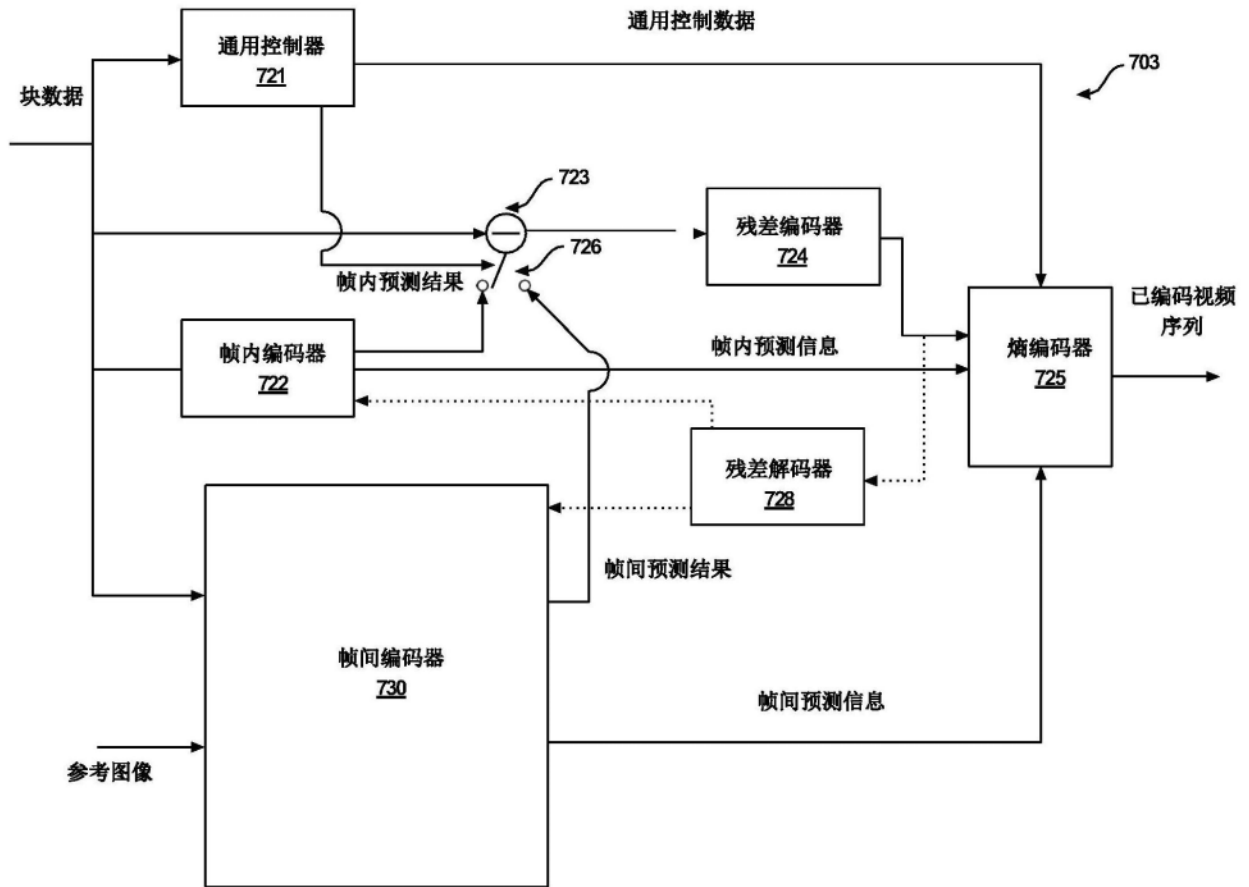 通用控制数据
通用控制器
721
703
块数据
723
残差编码器
724
726
帧内预测结果
已编码视频
序列
帧内编码器
722
帧内预测信息
熵编码器
725
残差解码器
728
帧间预测结果
帧间编码器
730
帧间预测信息
参考图像